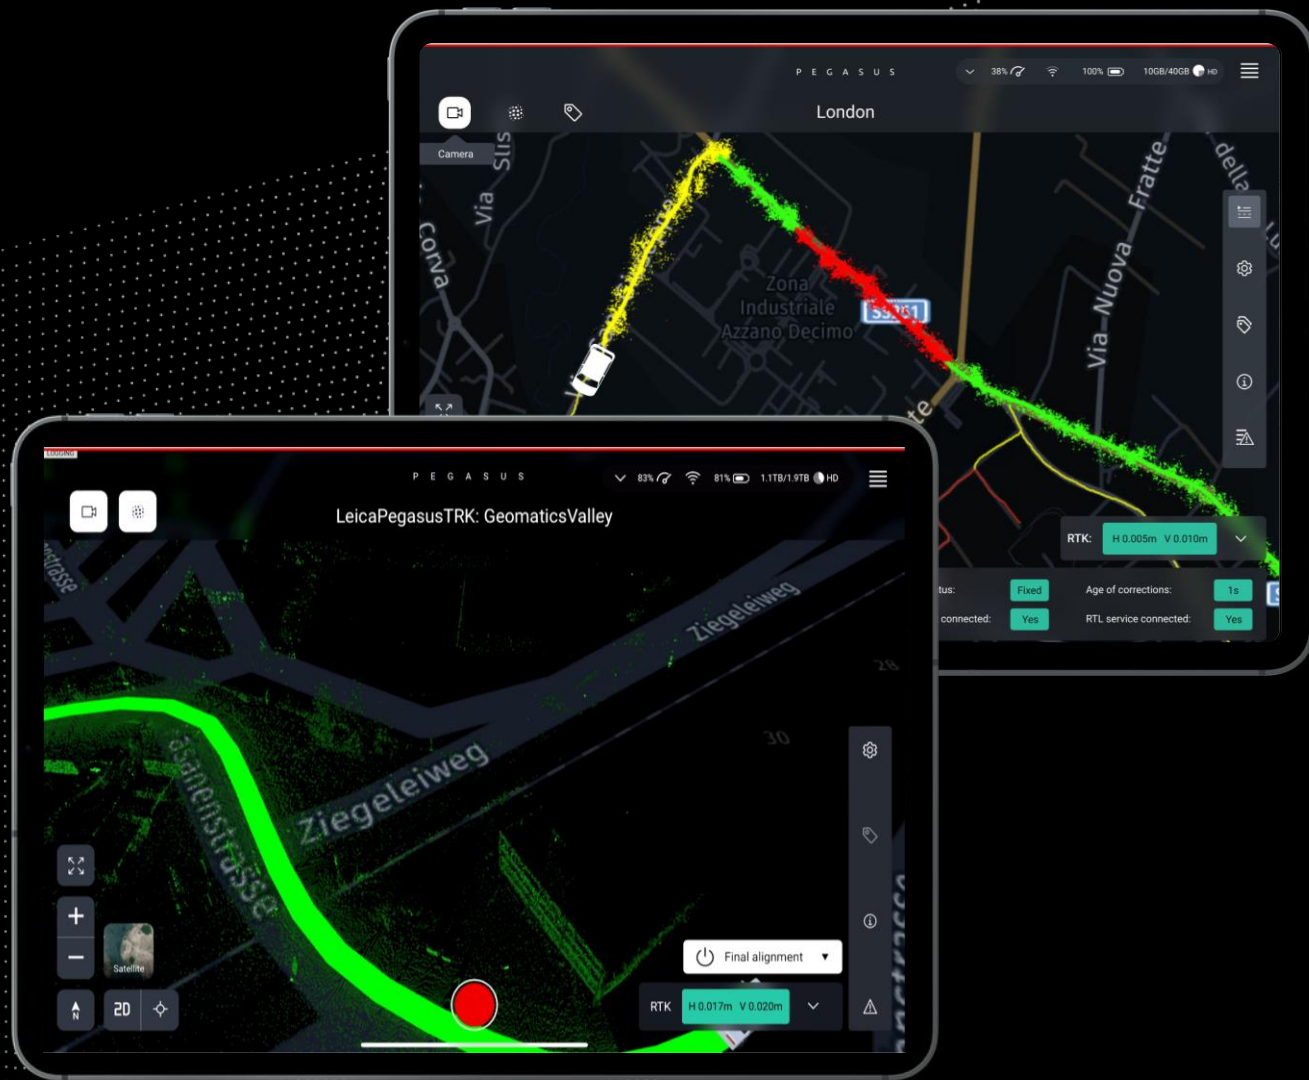 PEGASUS
38%
100%
10GB/40GB
HD
London
Camera
Via Slis
Corva
Via Nuova Fratte
della
Zona
Industriale
Azzano Decimo
RTK:
H 0.005m V 0.010m
tus:
Fixed
Age of corrections:
1s
connected:
Yes
RTL service connected:
Yes
LOGGING
PEGASUS
83%
81%
1.1TB/1.9TB
HD
LeicaPegasusTRK: GeomaticsValley
Ziegeleiweg
28
30
Ziegeleiweg
Satellite
N
2D
Final alignment
RTK
H 0.017m V 0.020m